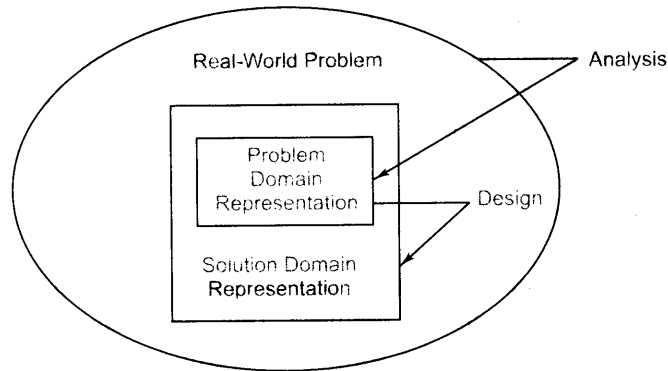 Real-World Problem
Analysis
Problem
Domain
Representation
Design
Solution Domain
Representation